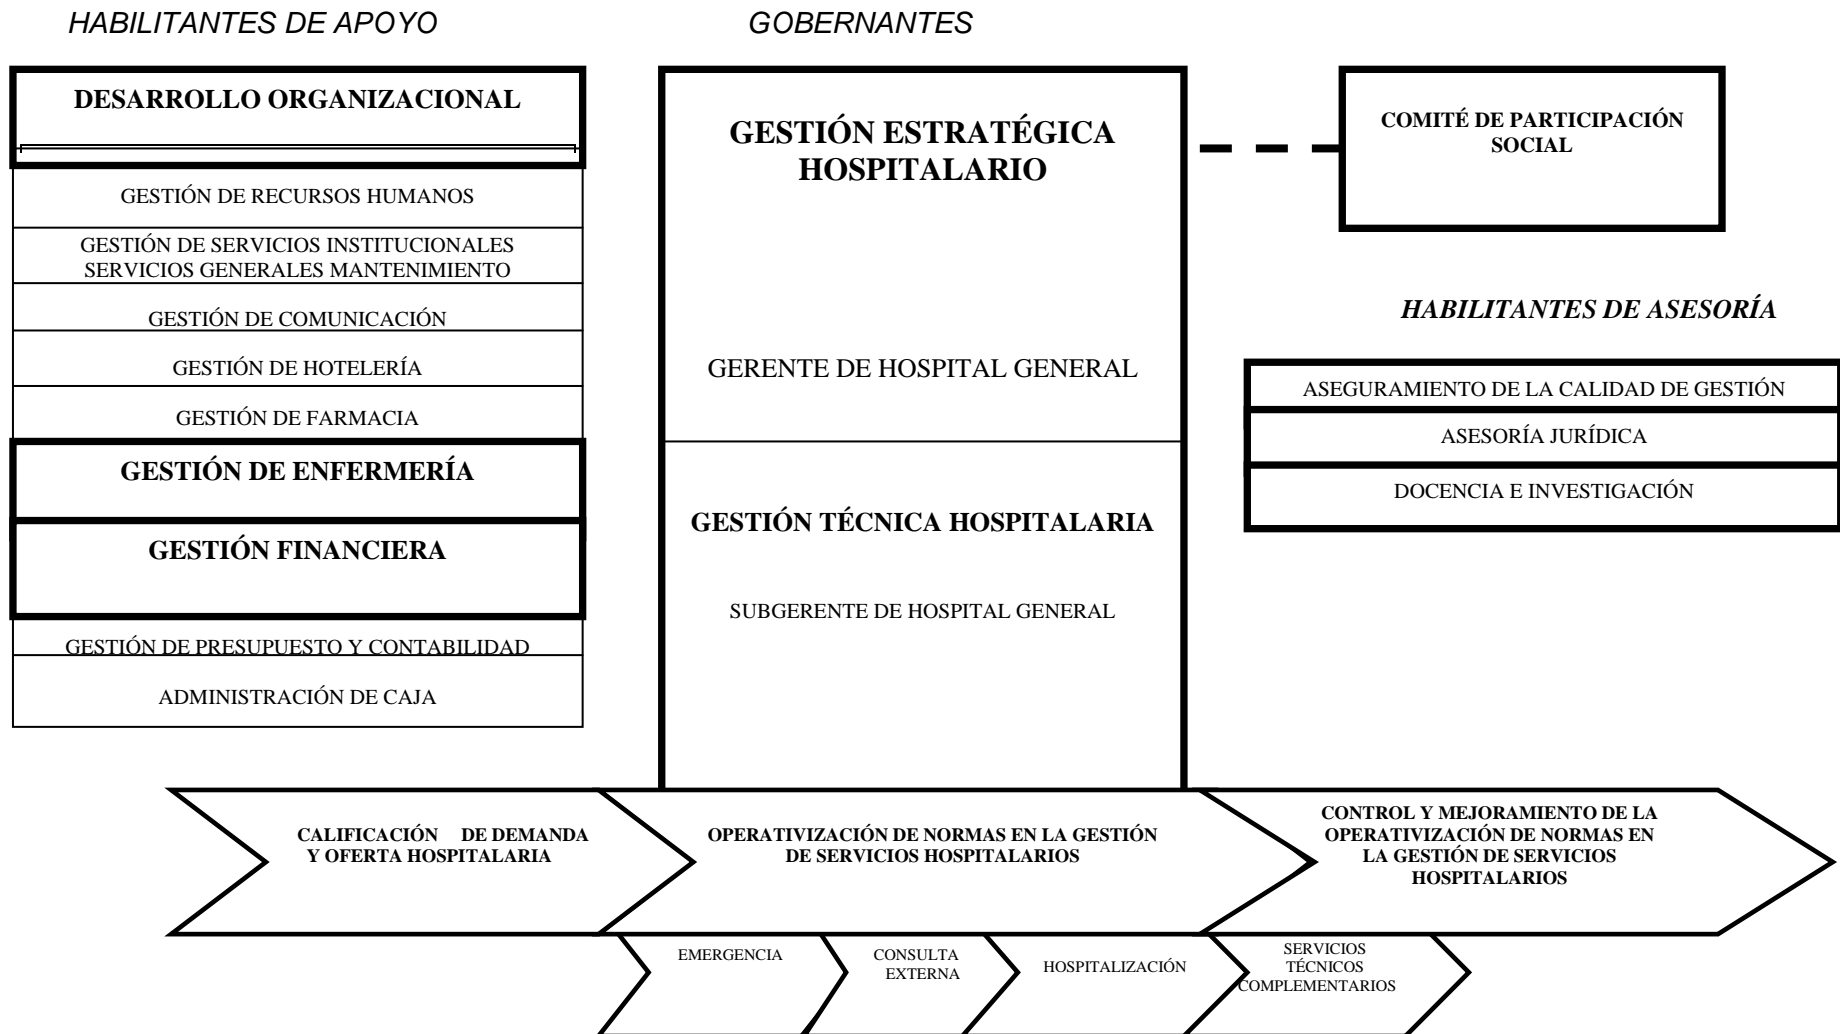 HABILITANTES DE APOYO
GOBERNANTES
DESARROLLO ORGANIZACIONAL
GESTIÓN DE RECURSOS HUMANOS
GESTIÓN DE SERVICIOS INSTITUCIONALES
SERVICIOS GENERALES MANTENIMIENTO
GESTIÓN DE COMUNICACIÓN
GESTIÓN DE HOTELERÍA
GESTIÓN DE FARMACIA
GESTIÓN DE ENFERMERÍA
GESTIÓN FINANCIERA
GESTIÓN DE PRESUPUESTO Y CONTABILIDAD
ADMINISTRACIÓN DE CAJA
GESTIÓN ESTRATÉGICA
HOSPITALARIO
GERENTE DE HOSPITAL GENERAL
GESTIÓN TÉCNICA HOSPITALARIA
SUBGERENTE DE HOSPITAL GENERAL
COMITÉ DE PARTICIPACIÓN
SOCIAL
HABILITANTES DE ASESORÍA
ASEGURAMIENTO DE LA CALIDAD DE GESTIÓN
ASESORÍA JURÍDICA
DOCENCIA E INVESTIGACIÓN
CALIFICACIÓN DE DEMANDA
Y OFERTA HOSPITALARIA
OPERATIVIZACIÓN DE NORMAS EN LA GESTIÓN
DE SERVICIOS HOSPITALARIOS
CONTROL Y MEJORAMIENTO DE LA
OPERATIVIZACIÓN DE NORMAS EN
LA GESTIÓN DE SERVICIOS
HOSPITALARIOS
EMERGENCIA
CONSULTA
EXTERNA
HOSPITALIZACIÓN
SERVICIOS
TÉCNICOS
COMPLEMENTARIOS